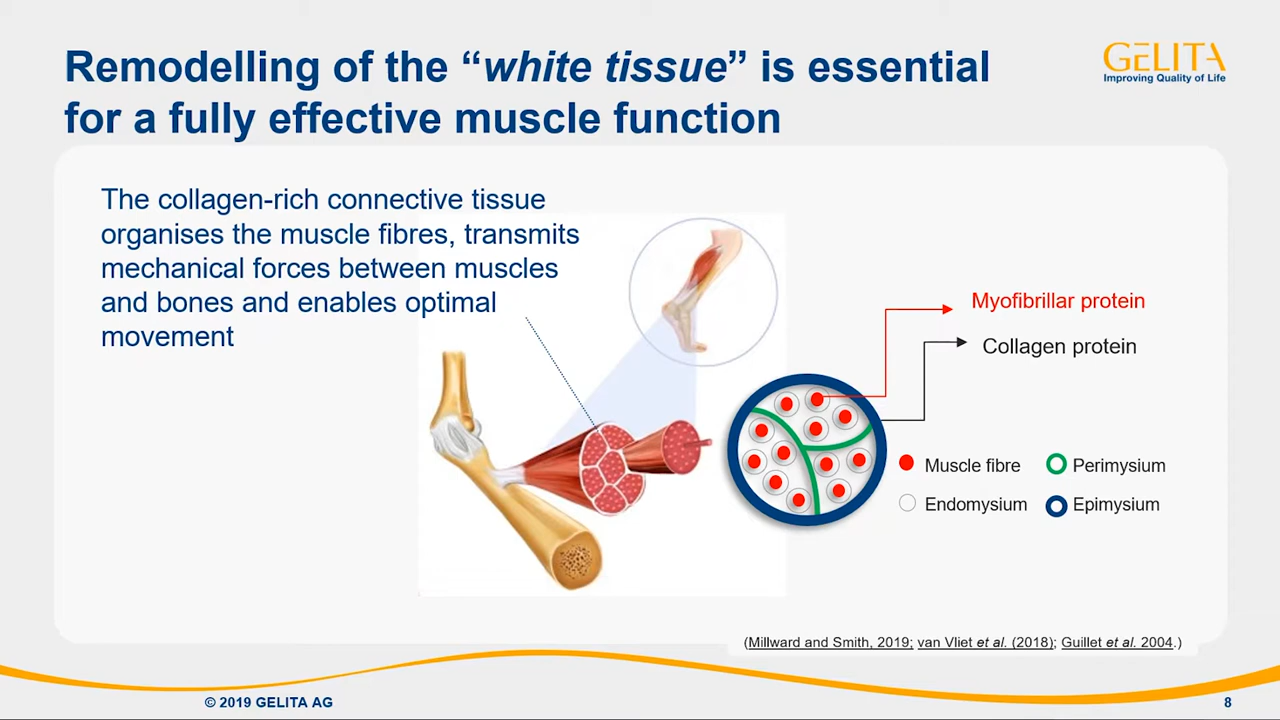 Remodelling of the “white tissue” is essential
for a fully effective muscle function
GELITA
Improving Quality of Life
The collagen-rich connective tissue
organises the muscle fibres, transmits
mechanical forces between muscles
and bones and enables optimal
movement
Myofibrillar protein
Collagen protein
Muscle fibre
Perimysium
Endomysium
Epimysium
(Millward and Smith, 2019; van Vliet et al. (2018); Guillet et al. 2004.)
© 2019 GELITA AG
8